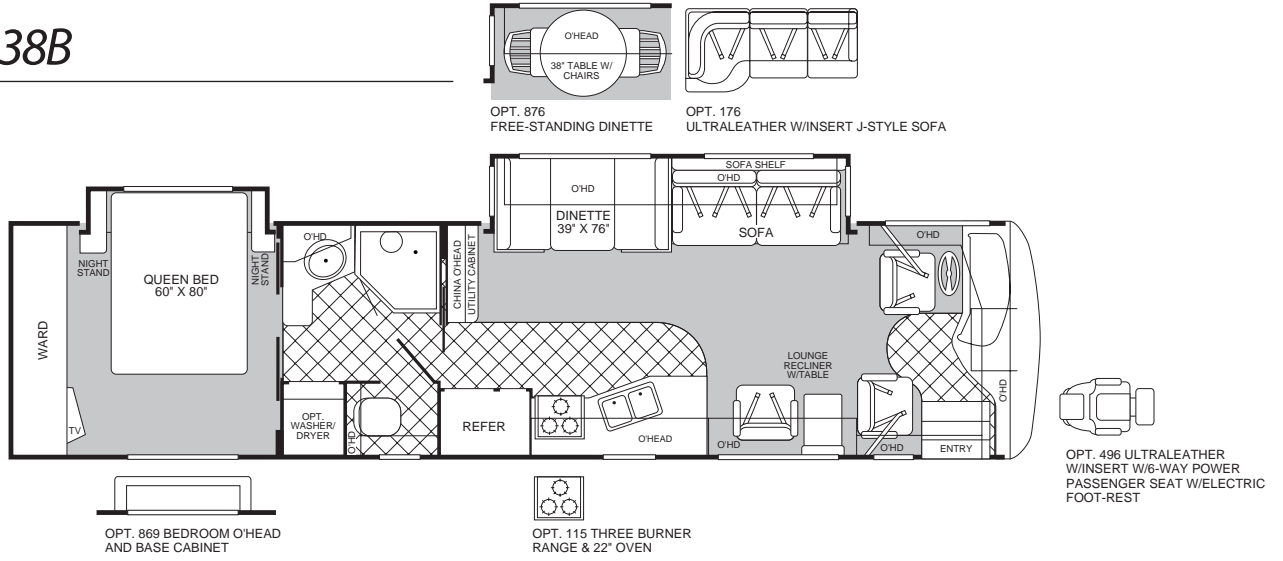 38B
O'HEAD
38" TABLE W/
CHAIRS
OPT. 876
FREE-STANDING DINETTE
OPT. 176
ULTRALEATHER W/INSERT J-STYLE SOFA
WARD
TV
NIGHT
STAND
QUEEN BED
60" X 80"
NIGHT
STAND
O'HD
CHINA O'HEAD
UTILITY CABINET
O'HD
DINETTE
39" X 76"
SOFA SHELF
O'HD
SOFA
O'HD
OPT.
WASHER/
DRYER
O'HD
REFER
O'HEAD
LOUNGE
RECLINER
W/TABLE
O'HD
O'HD
ENTRY
O'HD
OPT. 496 ULTRALEATHER
W/INSERT W/6-WAY POWER
PASSENGER SEAT W/ELECTRIC
FOOT-REST
OPT. 869 BEDROOM O'HEAD
AND BASE CABINET
OPT. 115 THREE BURNER
RANGE & 22" OVEN